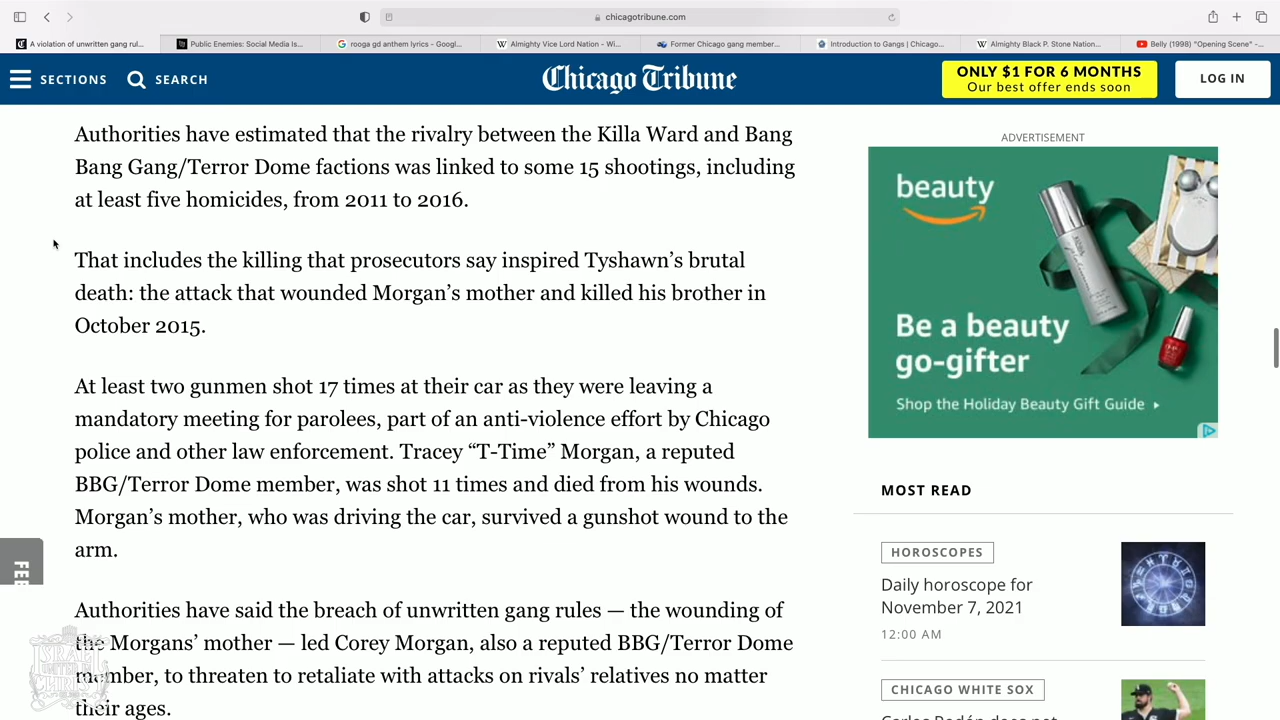 chicagotribune.com
A violation of unwritten gang rul...
Public Enemies: Social Media Is...
rooga gd anthem lyrics - Googl...
Almighty Vice Lord Nation - Wi...
Former Chicago gang member...
Introduction to Gangs | Chicago...
Almighty Black P. Stone Nation...
Belly (1998) "Opening Scene" -...
SECTIONS
SEARCH
Chicago Tribune
ONLY $1 FOR 6 MONTHS
Our best offer ends soon
LOG IN
Authorities have estimated that the rivalry between the Killa Ward and Bang
Bang Gang/Terror Dome factions was linked to some 15 shootings, including
at least five homicides, from 2011 to 2016.
That includes the killing that prosecutors say inspired Tyshawn’s brutal
death: the attack that wounded Morgan’s mother and killed his brother in
October 2015.
At least two gunmen shot 17 times at their car as they were leaving a
mandatory meeting for parolees, part of an anti-violence effort by Chicago
police and other law enforcement. Tracey “T-Time” Morgan, a reputed
BBG/Terror Dome member, was shot 11 times and died from his wounds.
Morgan’s mother, who was driving the car, survived a gunshot wound to the
arm.
Authorities have said the breach of unwritten gang rules — the wounding of
the Morgans’ mother — led Corey Morgan, also a reputed BBG/Terror Dome
member, to threaten to retaliate with attacks on rivals’ relatives no matter
their ages.
ADVERTISEMENT
beauty
Be a beauty
go-gifter
Shop the Holiday Beauty Gift Guide
MOST READ
HOROSCOPES
Daily horoscope for
November 7, 2021
12:00 AM
CHICAGO WHITE SOX
Carlos Rodón does not
FEE
ISRAEL
UNITED IN
CHRIST